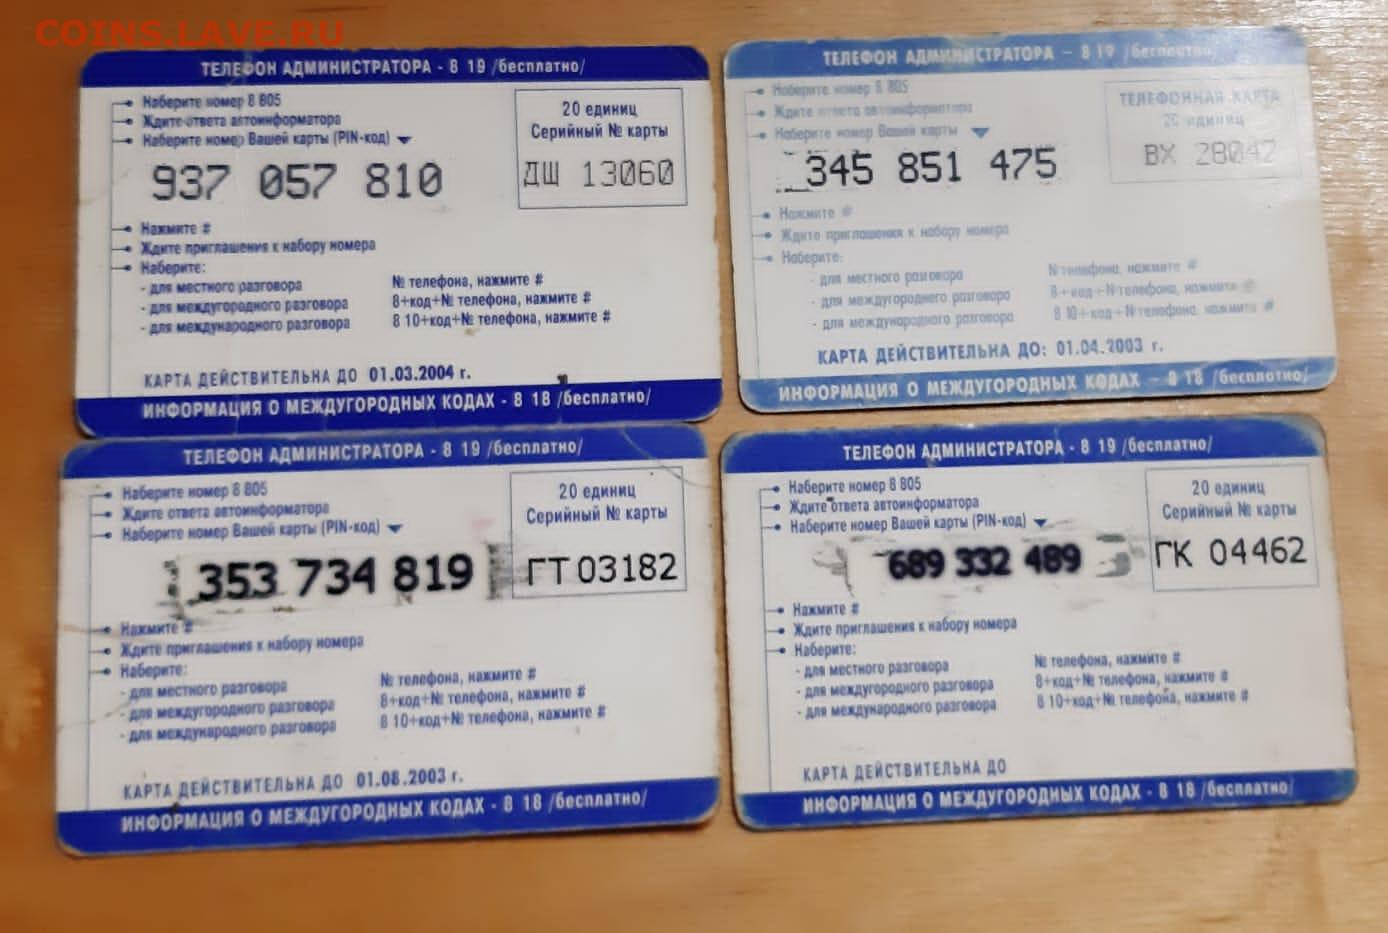 COINS.LAVE.RU
ТЕЛЕФОН АДМИНИСТРАТОРА - 8 19 /бесплатно/
Наберите номер 8 805
Ждите ответа автоинформатора
Наберите номер Вашей карты (PIN-код)
20 единиц
Серийный № карты
937 057 810
ДШ 13060
Нажмите #
Ждите приглашения к набору номера
Наберите:
- для местного разговора № телефона, нажмите #
- для междугородного разговора 8+код+№ телефона, нажмите #
- для международного разговора 8 10+код+№ телефона, нажмите #
КАРТА ДЕЙСТВИТЕЛЬНА ДО 01.03.2004 г.
ИНФОРМАЦИЯ О МЕЖДУГОРОДНЫХ КОДАХ - 8 18 /бесплатно/
ТЕЛЕФОН АДМИНИСТРАТОРА - 8 19 /бесплатно/
Наберите номер 8 805
Ждите ответа автоинформатора
Наберите номер Вашей карты
ТЕЛЕФОННАЯ КАРТА
20 единиц
345 851 475
ВХ 28042
Нажмите #
Ждите приглашения к набору номера
Наберите:
- для местного разговора N телефона, нажмите #
- для междугороднего разговора 8+код+N телефона, нажмите #
- для международного разговора 8 10+код+N телефона, нажмите #
КАРТА ДЕЙСТВИТЕЛЬНА ДО: 01.04.2003 г.
ИНФОРМАЦИЯ О МЕЖДУГОРОДНЫХ КОДАХ - 8 18 /бесплатно/
ТЕЛЕФОН АДМИНИСТРАТОРА - 8 19 /бесплатно/
Наберите номер 8 805
Ждите ответа автоинформатора
Наберите номер Вашей карты (PIN-код)
20 единиц
Серийный № карты
353 734 819
ГТ 03182
Нажмите #
Ждите приглашения к набору номера
Наберите:
- для местного разговора № телефона, нажмите #
- для междугородного разговора 8+код+№ телефона, нажмите #
- для международного разговора 8 10+код+№ телефона, нажмите #
КАРТА ДЕЙСТВИТЕЛЬНА ДО 01.08.2003 г.
ИНФОРМАЦИЯ О МЕЖДУГОРОДНЫХ КОДАХ - 8 18 /бесплатно/
ТЕЛЕФОН АДМИНИСТРАТОРА - 8 19 /бесплатно/
Наберите номер 8 805
Ждите ответа автоинформатора
Наберите номер Вашей карты (PIN-код)
20 единиц
Серийный № карты
689 332 489
ГК 04462
Нажмите #
Ждите приглашения к набору номера
Наберите:
- для местного разговора № телефона, нажмите #
- для междугородного разговора 8+код+№ телефона, нажмите #
- для международного разговора 8 10+код+№ телефона, нажмите #
КАРТА ДЕЙСТВИТЕЛЬНА ДО
ИНФОРМАЦИЯ О МЕЖДУГОРОДНЫХ КОДАХ - 8 18 /бесплатно/